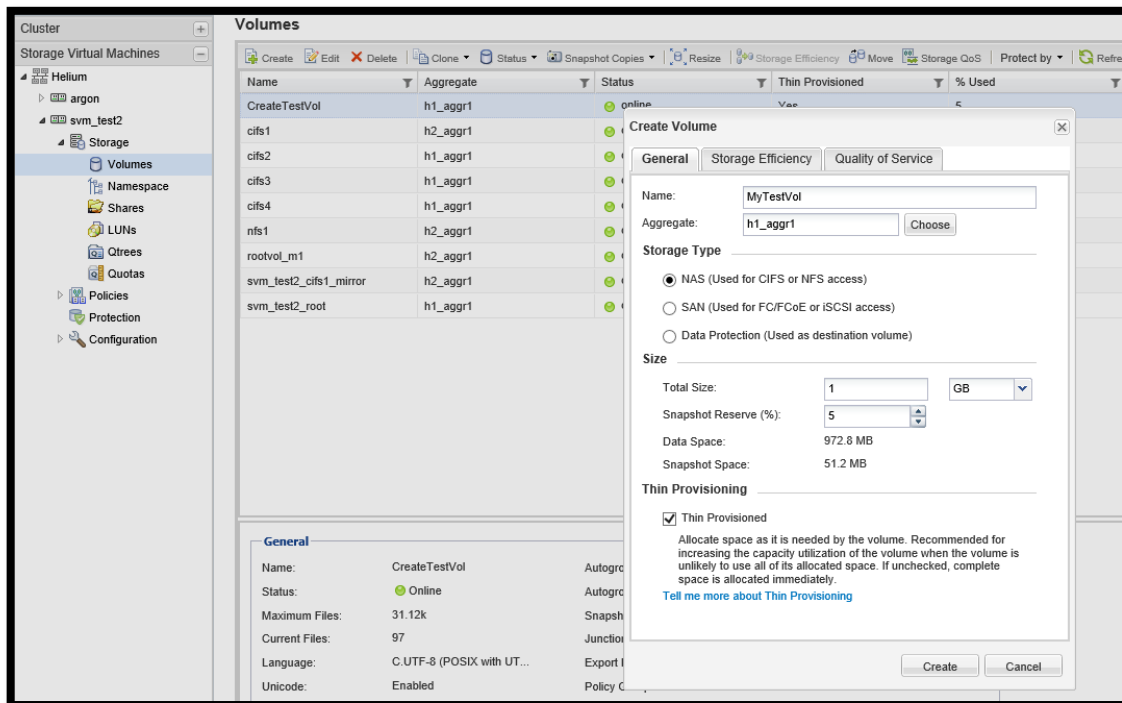 Cluster
Storage Virtual Machines
Helium
argon
svm_test2
Storage
Volumes
Namespace
Shares
LUNs
Qtrees
Quotas
Policies
Protection
Configuration
Volumes
Create Edit Delete Clone Status Snapshot Copies Resize Storage Efficiency Move Storage QoS Protect by Refre
Name Aggregate Status Thin Provisioned % Used
CreateTestVol h1_aggr1 online Yes 5
cifs1 h2_aggr1
cifs2 h1_aggr1
cifs3 h1_aggr1
cifs4 h1_aggr1
nfs1 h2_aggr1
rootvol_m1 h2_aggr1
svm_test2_cifs1_mirror h2_aggr1
svm_test2_root h1_aggr1
General
Name: CreateTestVol Autogro
Status: Online Autogro
Maximum Files: 31.12k Snapsh
Current Files: 97 Junction
Language: C.UTF-8 (POSIX with UT... Export
Unicode: Enabled Policy
Create Volume
General Storage Efficiency Quality of Service
Name: MyTestVol
Aggregate: h1_aggr1 Choose
Storage Type
NAS (Used for CIFS or NFS access)
SAN (Used for FC/FCoE or iSCSI access)
Data Protection (Used as destination volume)
Size
Total Size: 1 GB
Snapshot Reserve (%): 5
Data Space: 972.8 MB
Snapshot Space: 51.2 MB
Thin Provisioning
Thin Provisioned
Allocate space as it is needed by the volume. Recommended for
increasing the capacity utilization of the volume when the volume is
unlikely to use all of its allocated space. If unchecked, complete
space is allocated immediately.
Tell me more about Thin Provisioning
Create Cancel